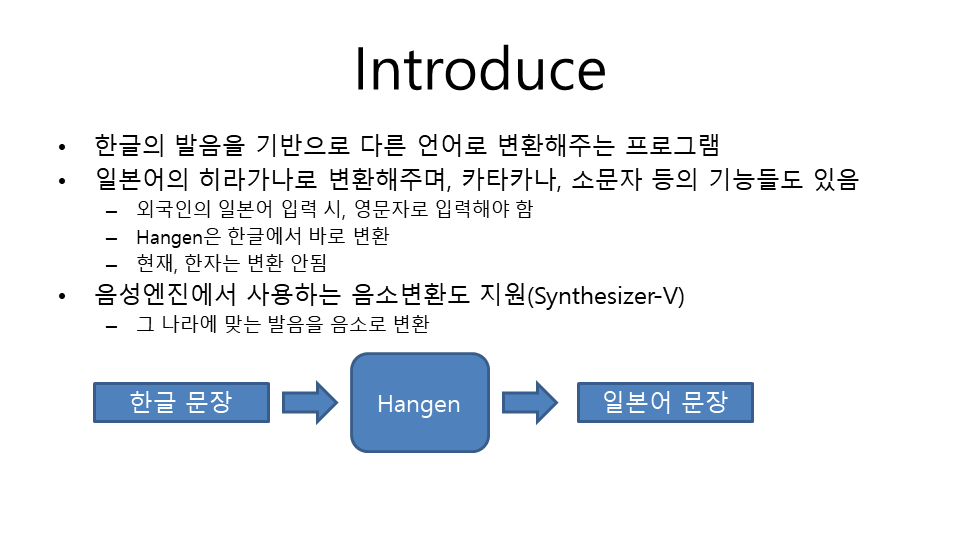 Introduce
• 한글의 발음을 기반으로 다른 언어로 변환해주는 프로그램
• 일본어의 히라가나로 변환해주며, 카타카나, 소문자 등의 기능들도 있음
– 외국인의 일본어 입력 시, 영문자로 입력해야 함
– Hangen은 한글에서 바로 변환
– 현재, 한자는 변환 안됨
• 음성엔진에서 사용하는 음소변환도 지원(Synthesizer-V)
– 그 나라에 맞는 발음을 음소로 변환
한글 문장
Hangen
일본어 문장